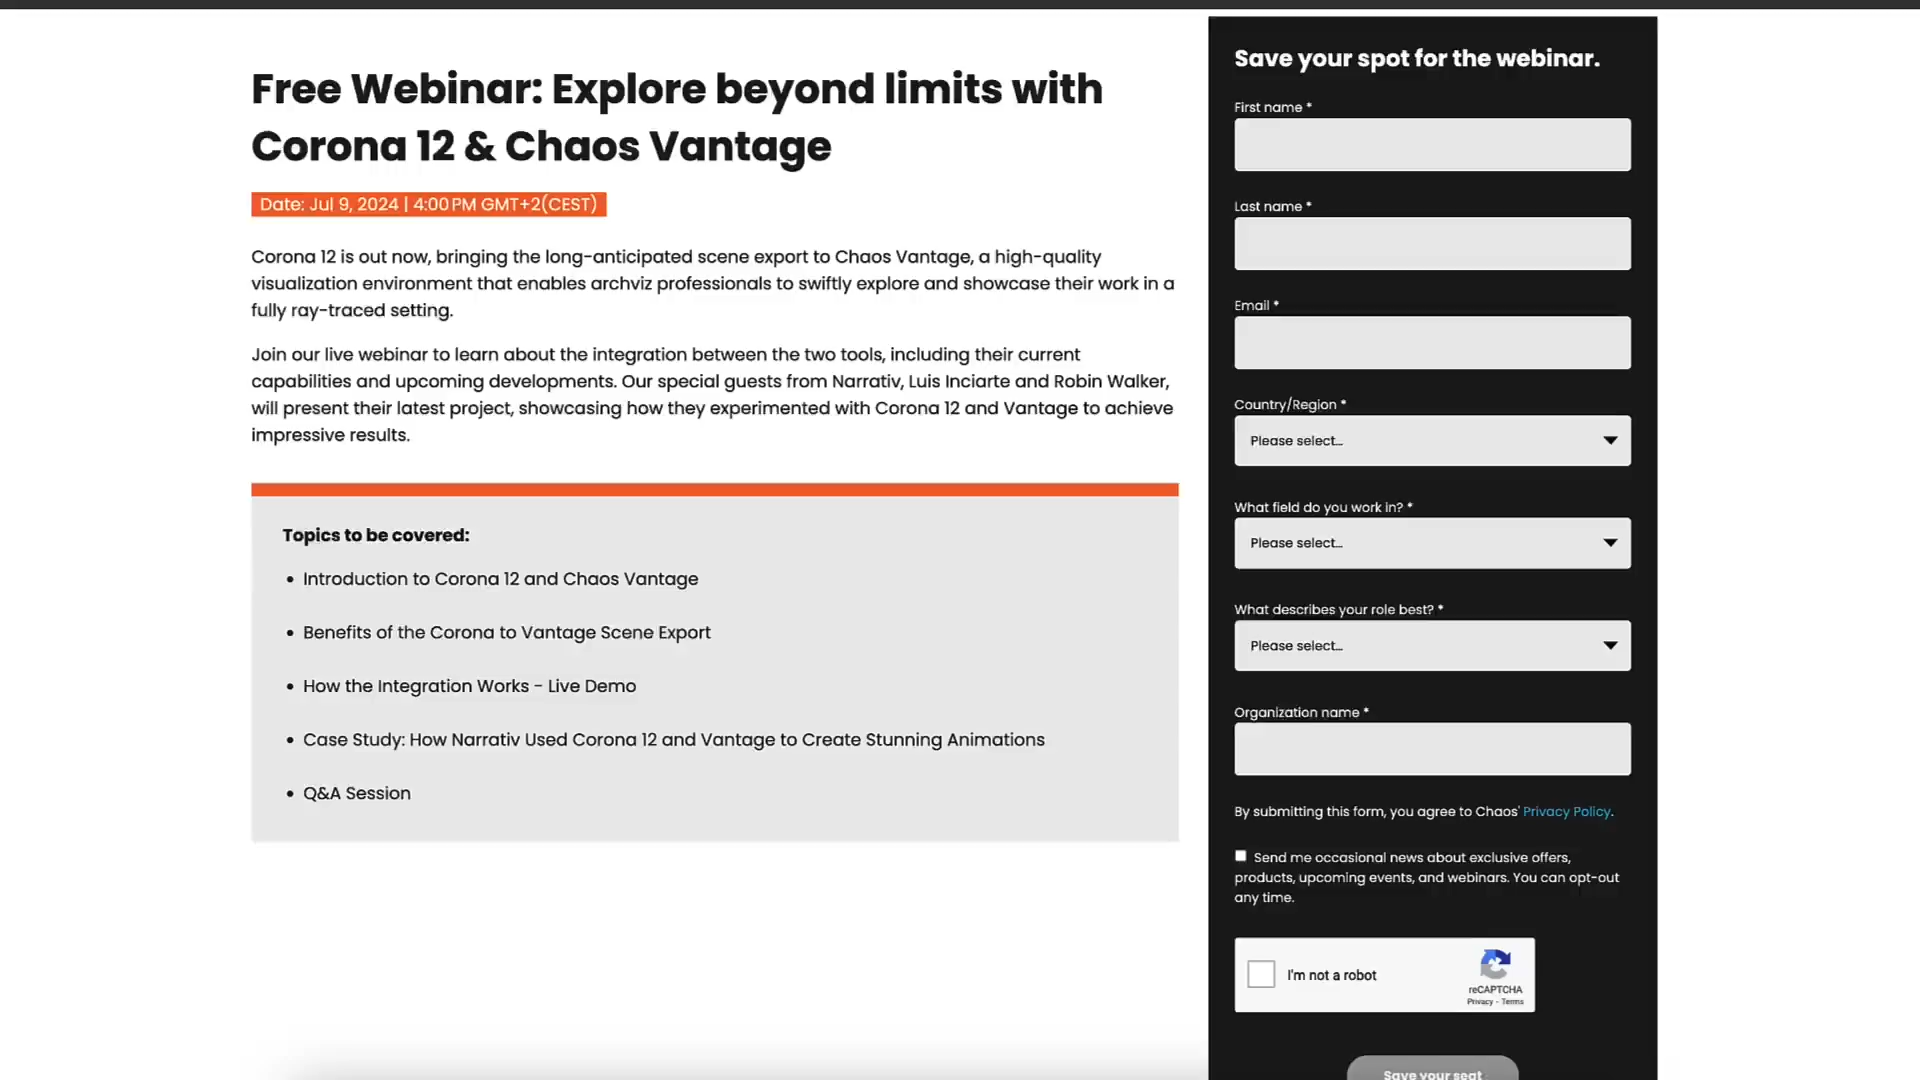 Free Webinar: Explore beyond limits with
Corona 12 & Chaos Vantage
Date: Jul 9, 2024 | 4:00 PM GMT+2(CEST)
Corona 12 is out now, bringing the long-anticipated scene export to Chaos Vantage, a high-quality
visualization environment that enables archviz professionals to swiftly explore and showcase their work in a
fully ray-traced setting.
Join our live webinar to learn about the integration between the two tools, including their current
capabilities and upcoming developments. Our special guests from Narrativ, Luis Inciarte and Robin Walker,
will present their latest project, showcasing how they experimented with Corona 12 and Vantage to achieve
impressive results.
Topics to be covered:
• Introduction to Corona 12 and Chaos Vantage
• Benefits of the Corona to Vantage Scene Export
• How the Integration Works - Live Demo
• Case Study: How Narrativ Used Corona 12 and Vantage to Create Stunning Animations
• Q&A Session
Save your spot for the webinar.
First name *
Last name *
Email *
Country/Region *
Please select...
What field do you work in? *
Please select...
What describes your role best? *
Please select...
Organization name *
By submitting this form, you agree to Chaos' Privacy Policy.
Send me occasional news about exclusive offers,
products, upcoming events, and webinars. You can opt-out
any time.
I'm not a robot
reCAPTCHA
Privacy - Terms
Save your seat